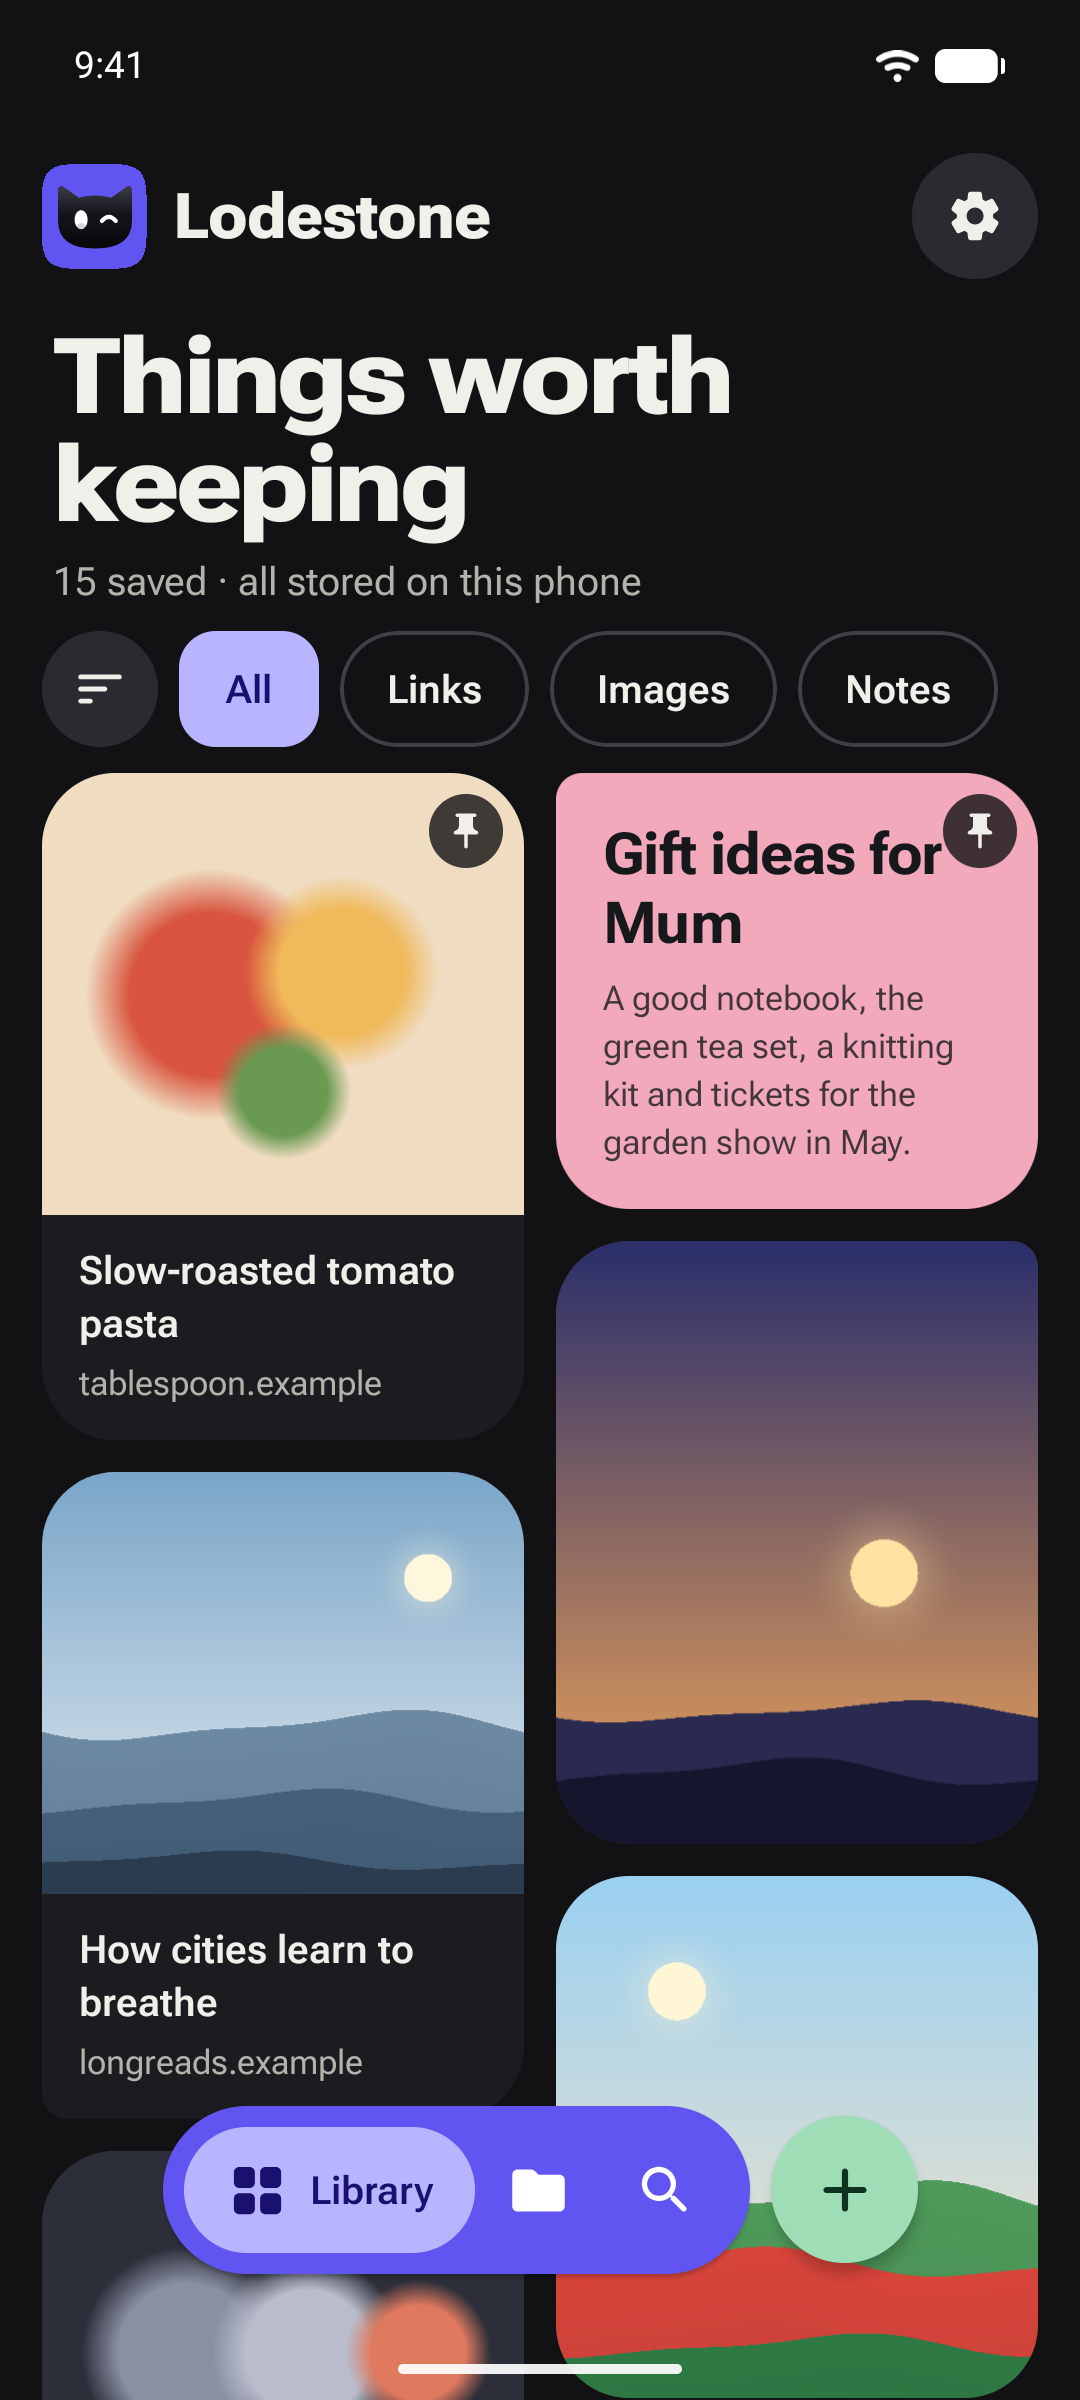 9:41
Lodestone
Things worth
keeping
15 saved · all stored on this phone
All
Links
Images
Notes
Gift ideas for
Mum
A good notebook, the
green tea set, a knitting
kit and tickets for the
garden show in May.
Slow-roasted tomato
pasta
tablespoon.example
How cities learn to
breathe
longreads.example
Library